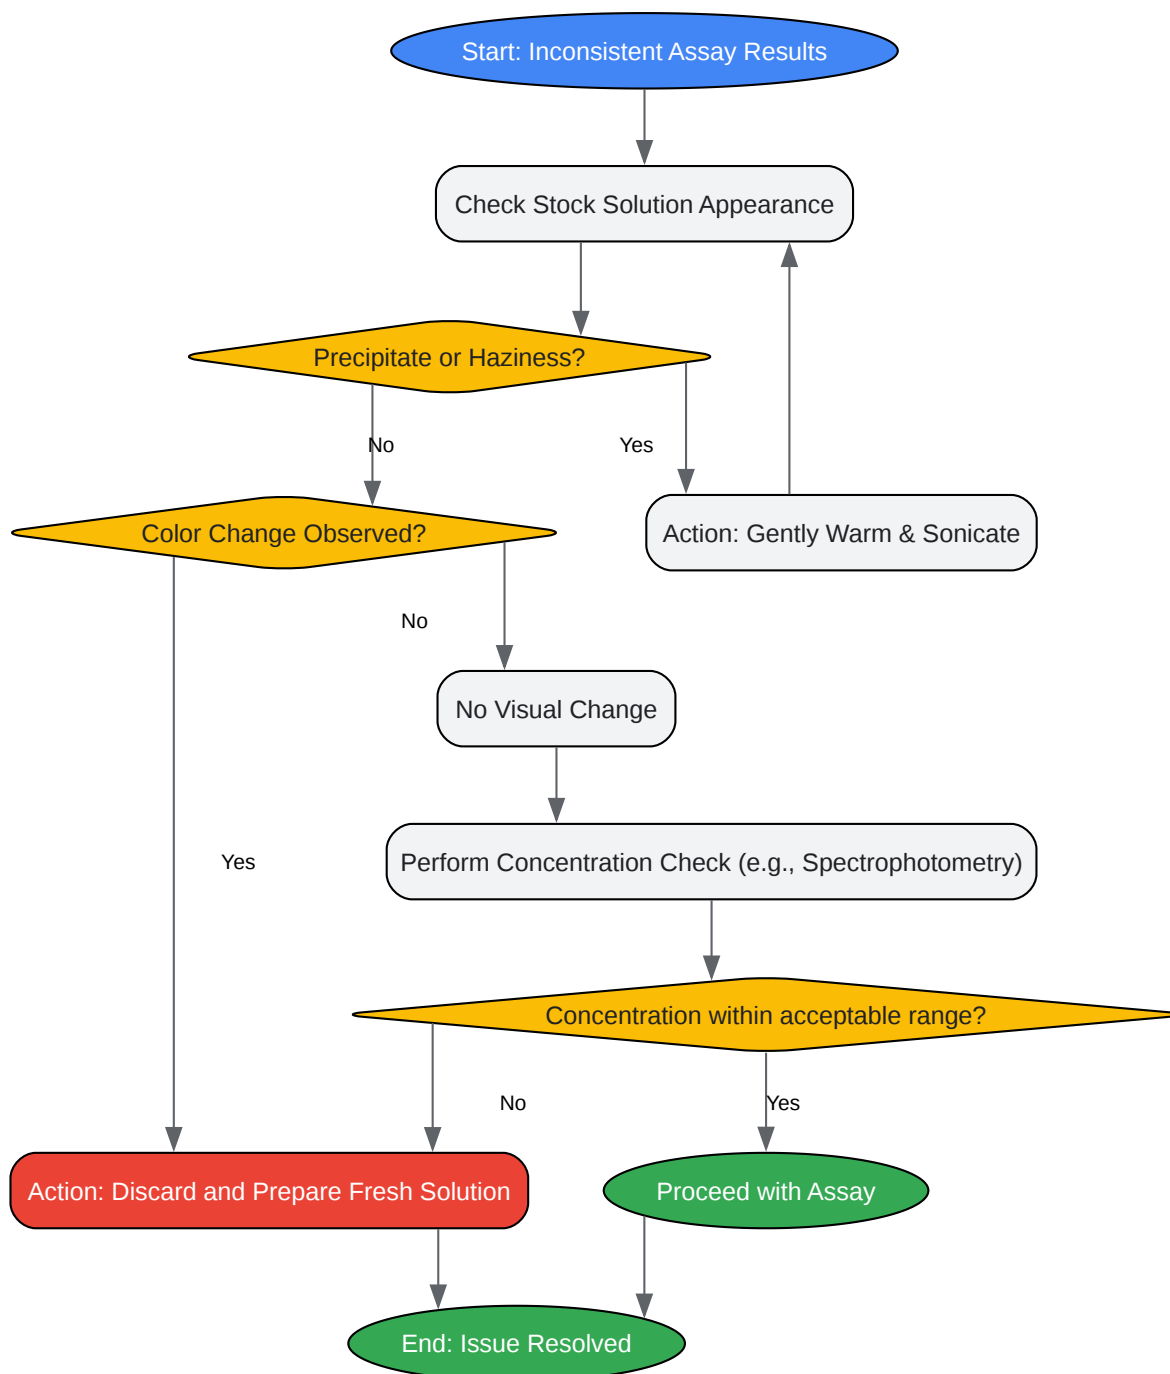 Start: Inconsistent Assay Results
Check Stock Solution Appearance
Precipitate or Haziness?
No
Yes
Color Change Observed?
Action: Gently Warm & Sonicate
No
No Visual Change
Yes
Perform Concentration Check (e.g., Spectrophotometry)
Concentration within acceptable range?
No
Yes
Action: Discard and Prepare Fresh Solution
Proceed with Assay
End: Issue Resolved